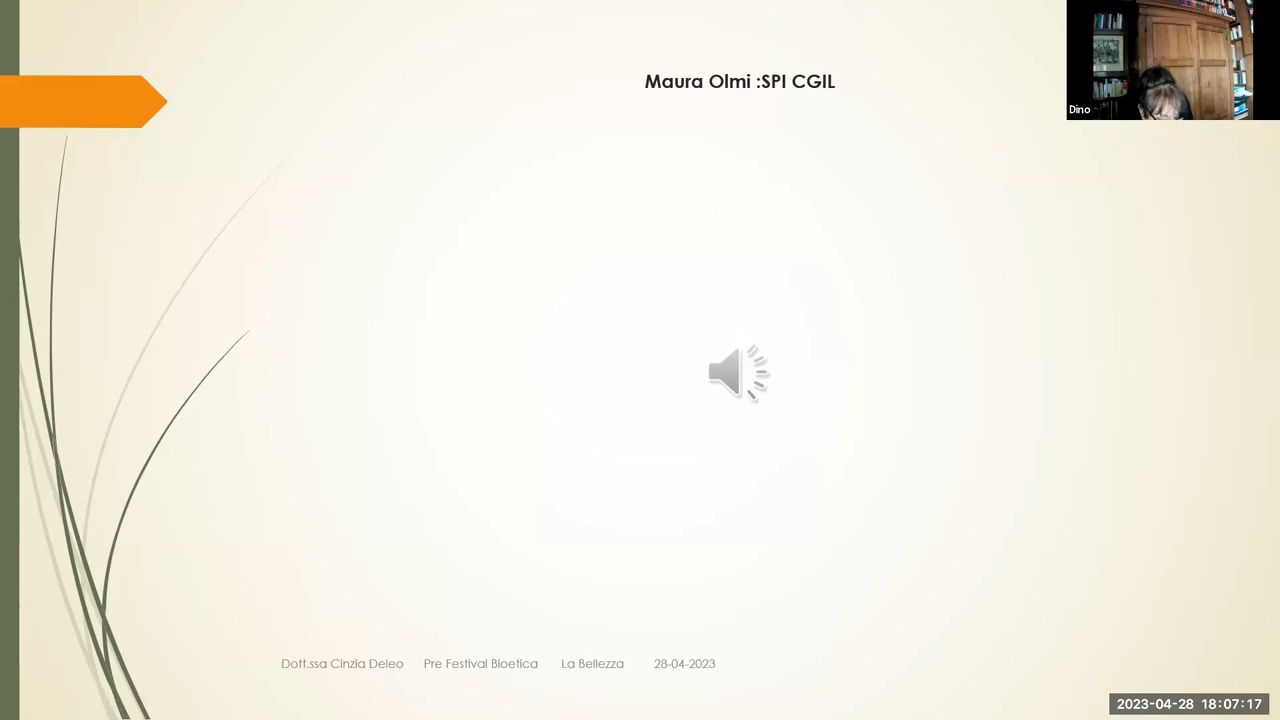 Maura Olmi :SPI CGIL
Dino
Dott.ssa Cinzia Deleo Pre Festival Bioetica La Bellezza 28-04-2023
2023-04-28 18:07:17